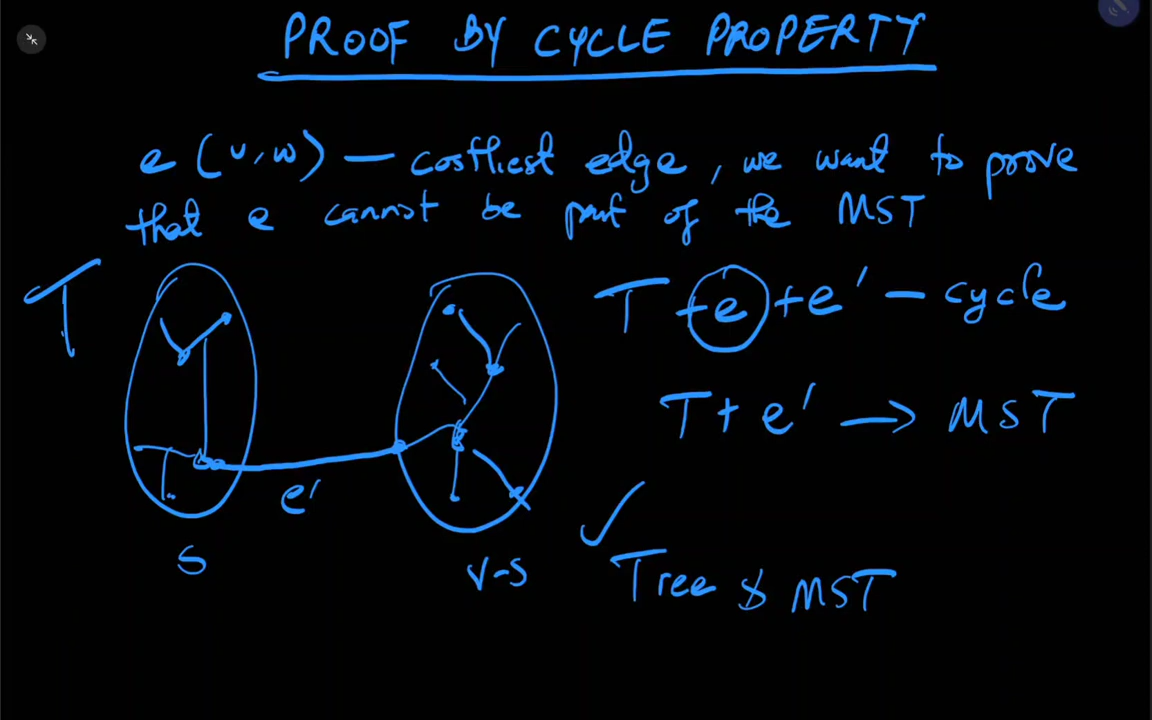 PROOF BY CYCLE PROPERTY
e (v,w) — costliest edge, we want to prove
that e cannot be part of the MST
T
T + e + e' — cycle
T + e' → MST
e'
S
V-S
✓
Tree & MST